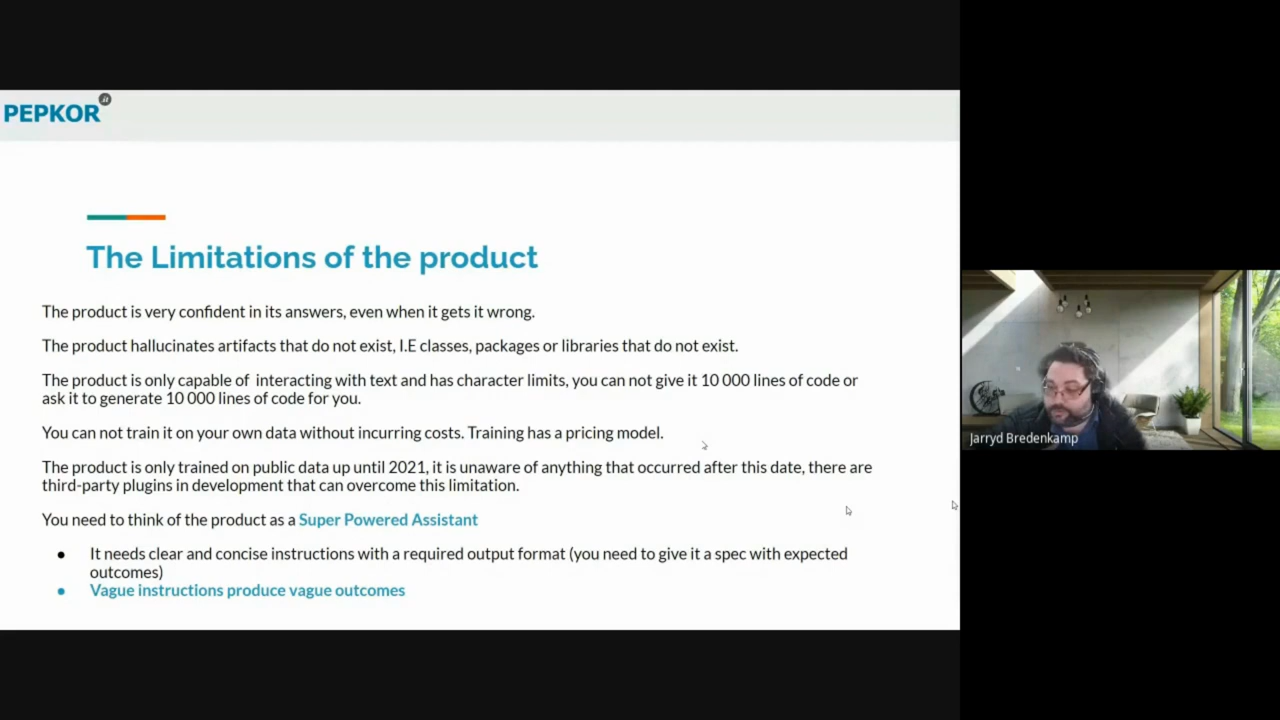 PEPKOR it
The Limitations of the product
The product is very confident in its answers, even when it gets it wrong.
The product hallucinates artifacts that do not exist, I.E classes, packages or libraries that do not exist.
The product is only capable of  interacting with text and has character limits, you can not give it 10 000 lines of code or
ask it to generate 10 000 lines of code for you.
You can not train it on your own data without incurring costs. Training has a pricing model.
The product is only trained on public data up until 2021, it is unaware of anything that occurred after this date, there are
third-party plugins in development that can overcome this limitation.
You need to think of the product as a Super Powered Assistant
● It needs clear and concise instructions with a required output format (you need to give it a spec with expected
outcomes)
● Vague instructions produce vague outcomes
Jarryd Bredenkamp